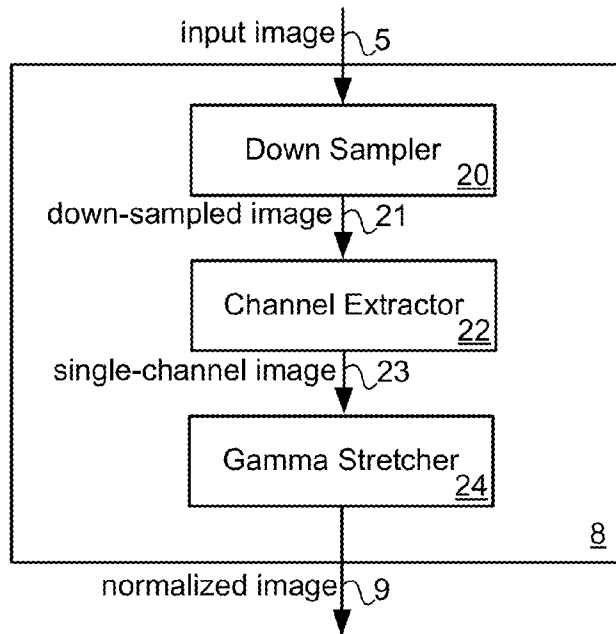 input image 5
Down Sampler
20
down-sampled image 21
Channel Extractor
22
single-channel image 23
Gamma Stretcher
24
8
normalized image 9